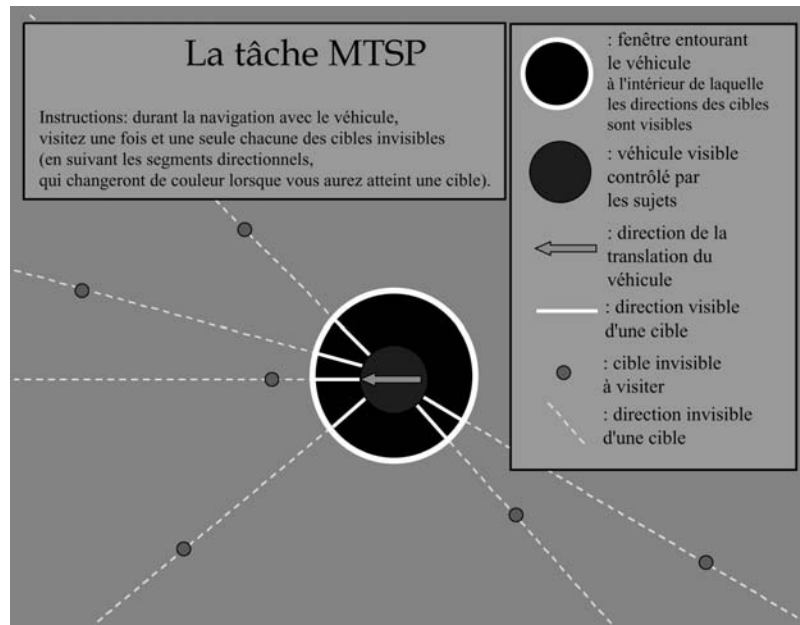 La tâche MTSP
Instructions: durant la navigation avec le véhicule,
visitez une fois et une seule chacune des cibles invisibles
(en suivant les segments directionnels,
qui changeront de couleur lorsque vous aurez atteint une cible).
: fenêtre entourant
le véhicule
à l'intérieur de laquelle
les directions des cibles
sont visibles
: véhicule visible
contrôlé par
les sujets
: direction de la
translation du
véhicule
: direction visible
d'une cible
: cible invisible
à visiter
: direction invisible
d'une cible